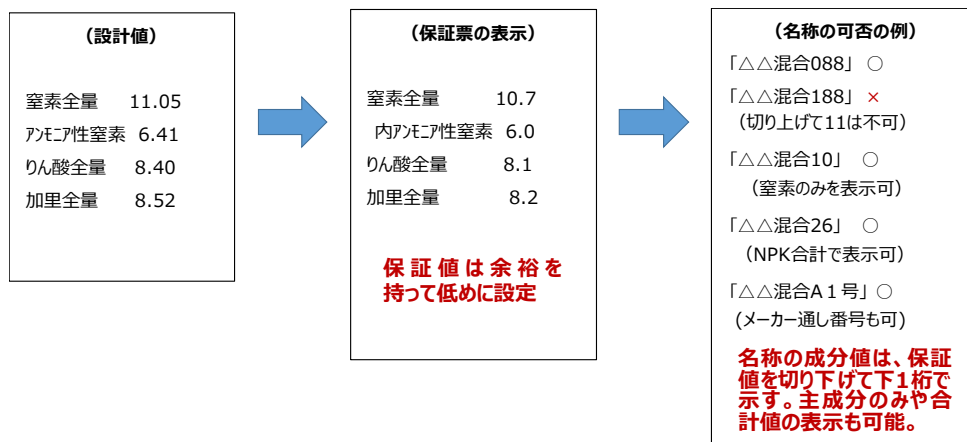 （設計値）
窒素全量 11.05
アンモニア性窒素 6.41
りん酸全量 8.40
加里全量 8.52
（保証票の表示）
窒素全量 10.7
内アンモニア性窒素 6.0
りん酸全量 8.1
加里全量 8.2
保証値は余裕を
持って低めに設定
（名称の可否の例）
「△△混合088」 ○
「△△混合188」 ×
（切り上げて11は不可）
「△△混合10」 ○
（窒素のみを表示可）
「△△混合26」 ○
（NPK合計で表示可）
「△△混合A１号」○
(メーカー通し番号も可)
名称の成分値は、保証
値を切り下げて下1桁で
示す。主成分のみや合
計値の表示も可能。